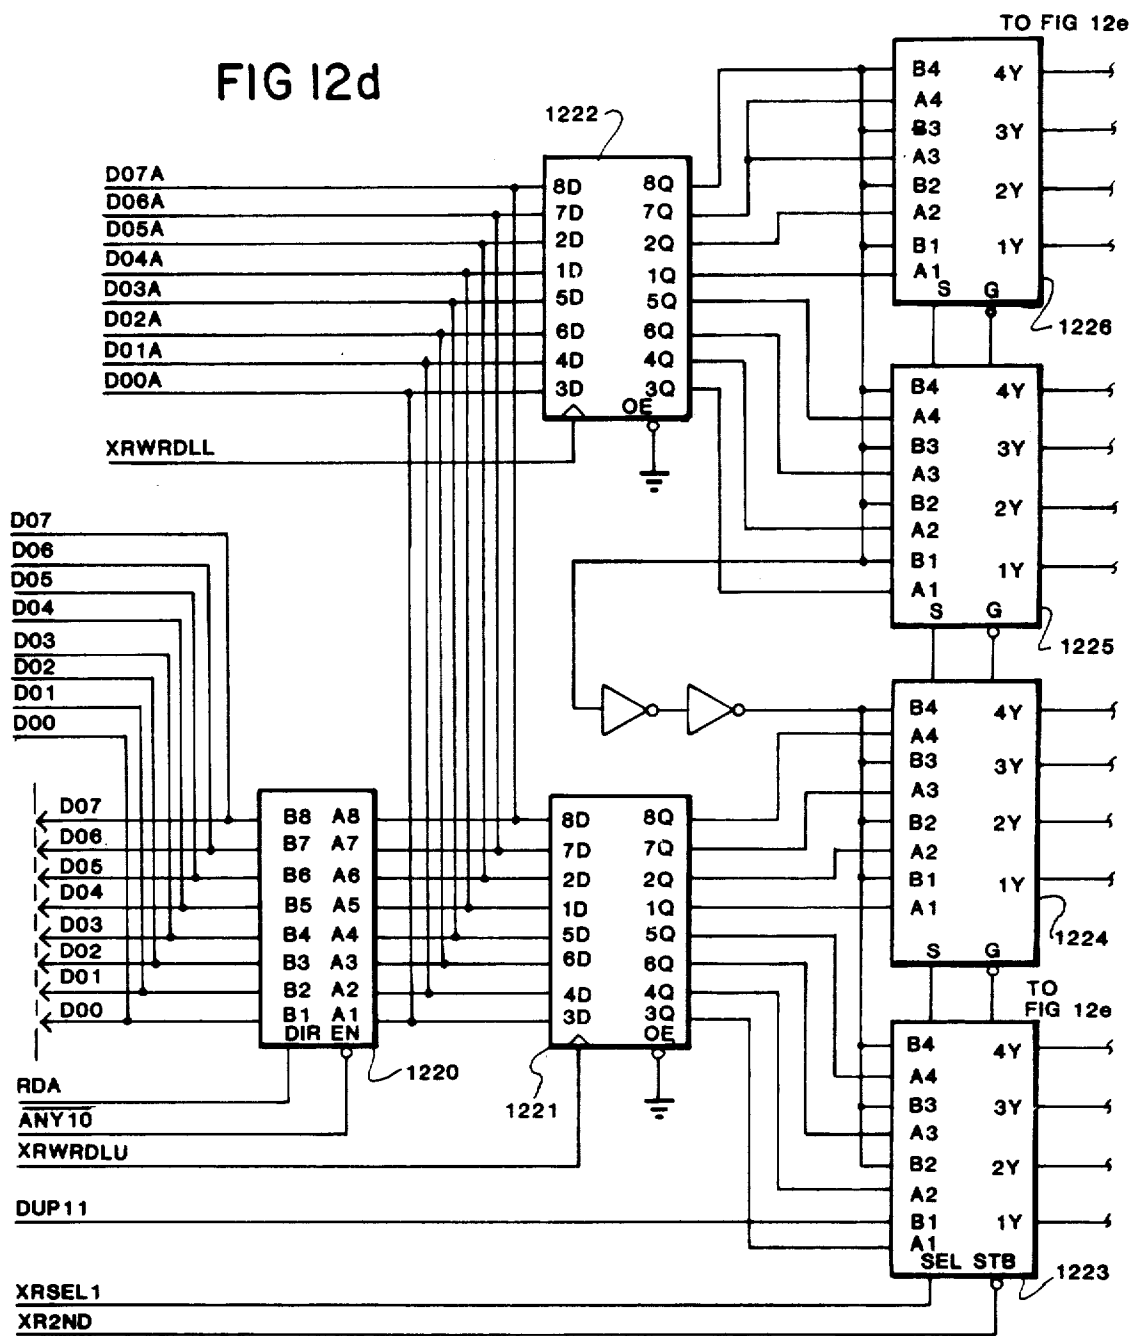 TO FIG 12e
FIG 12d
1222
D07A
D06A
D05A
D04A
D03A
D02A
D01A
D00A
8D 8Q
7D 7Q
2D 2Q
1D 1Q
5D 5Q
6D 6Q
4D 4Q
3D 3Q
OE
XRWRDLL
B4 4Y
A4
B3 3Y
A3
B2 2Y
A2
B1 1Y
A1
S G
1226
B4 4Y
A4
B3 3Y
A3
B2 2Y
A2
B1 1Y
A1
S G
1225
D07
D06
D05
D04
D03
D02
D01
D00
D07
D06
D05
D04
D03
D02
D01
D00
B8 A8
B7 A7
B6 A6
B5 A5
B4 A4
B3 A3
B2 A2
B1 A1
DIR EN
1220
8D 8Q
7D 7Q
2D 2Q
1D 1Q
5D 5Q
6D 6Q
4D 4Q
3D 3Q
OE
1221
B4 4Y
A4
B3 3Y
A3
B2 2Y
A2
B1 1Y
A1
S G
1224
TO
FIG 12e
B4 4Y
A4
B3 3Y
A3
B2 2Y
A2
B1 1Y
A1
SEL STB
1223
RDA
ANY10
XRWRDLU
DUP11
XRSEL1
XR2ND